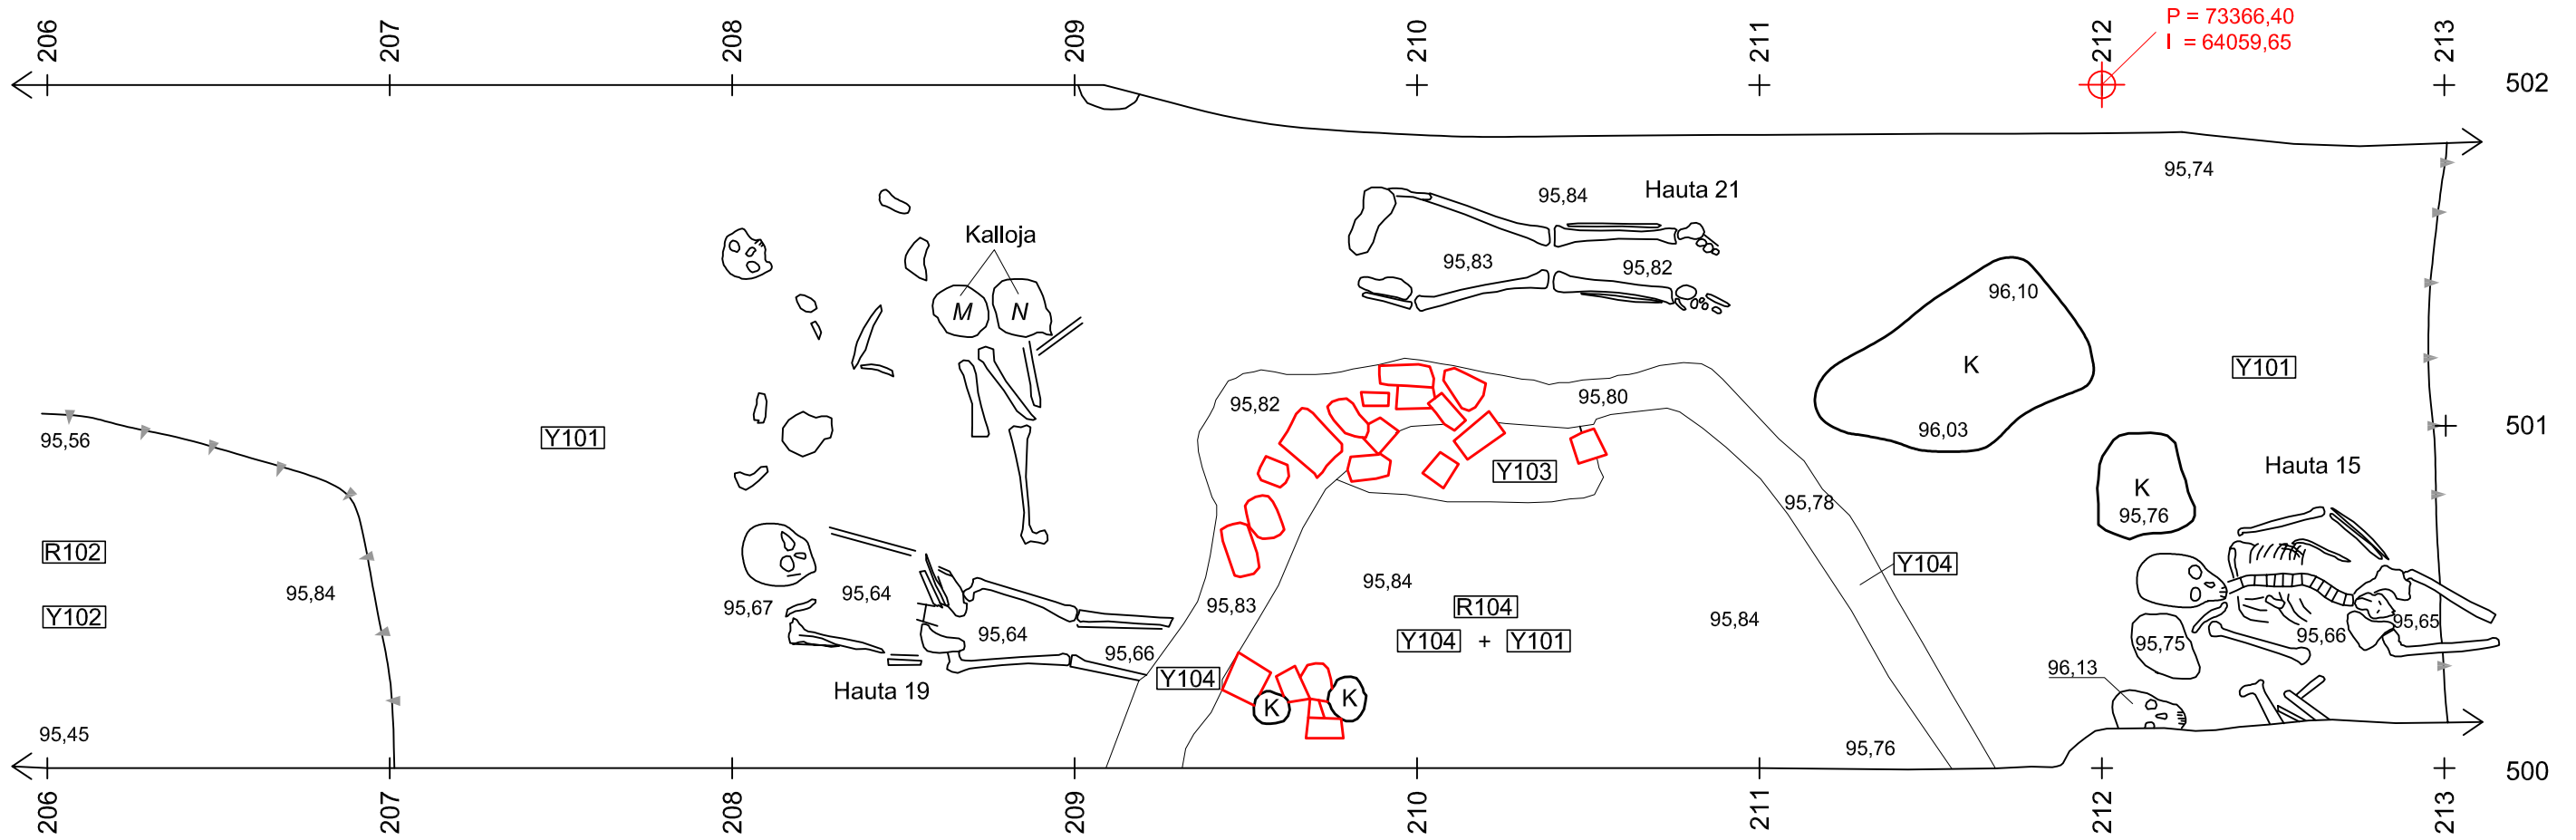 206
207
208
209
210
211
212
P = 73366,40
I = 64059,65
213
502
95,74
Hauta 21
95,84
Kalloja
95,83
95,82
M
N
96,10
K
Y101
96,03
95,82
95,80
95,56
Y101
501
Hauta 15
Y103
K
95,76
95,78
R102
Y104
95,84
95,84
95,67
95,64
95,83
R104
Y102
95,64
Y104 + Y101
95,84
95,75
95,66
95,65
95,66
Y104
96,13
Hauta 19
K
K
95,45
95,76
500
206
207
208
209
210
211
212
213